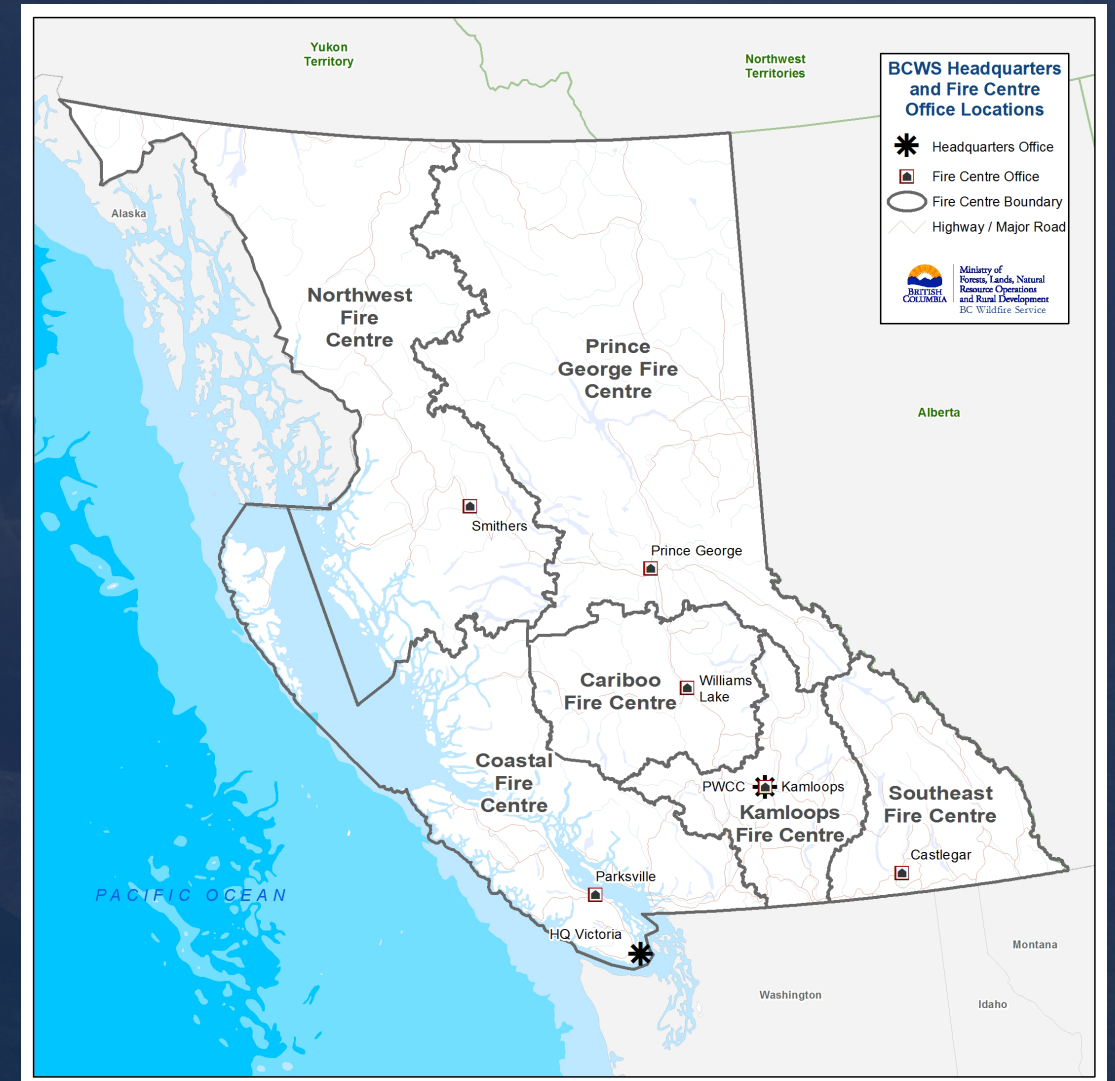 Yukon
Territory
Northwest
Territories
BCWS Headquarters
and Fire Centre
Office Locations
Headquarters Office
Fire Centre Office
Fire Centre Boundary
Highway / Major Road
BRITISH
COLUMBIA
Ministry of
Forests, Lands, Natural
Resource Operations
and Rural Development
BC Wildfire Service
Alaska
Northwest
Fire
Centre
Prince
George Fire
Centre
Alberta
Smithers
Prince George
Cariboo
Fire Centre
Williams
Lake
Coastal
Fire
Centre
PWCC
Kamloops
Kamloops
Fire Centre
Southeast
Fire Centre
Castlegar
Parksville
PACIFIC OCEAN
HQ Victoria
Montana
Washington
Idaho